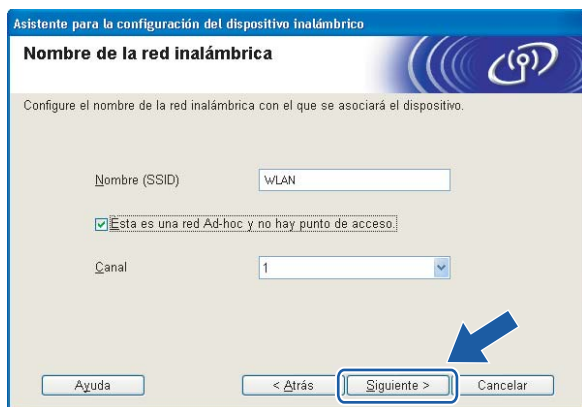 Asistente para la configuración del dispositivo inalámbrico
Nombre de la red inalámbrica
Configure el nombre de la red inalámbrica con el que se asociará el dispositivo.
Nombre (SSID)
WLAN
Esta es una red Ad-hoc y no hay punto de acceso.
Canal
1
Ayuda
< Atrás
Siguiente >
Cancelar